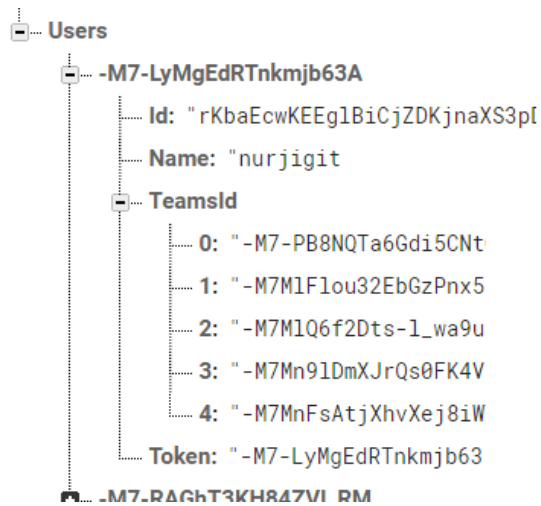 Users
-M7-LyMgEdRTnkmjb63A
Id: "rKbaEcwKEEglBiCjZDKjnaXS3p
Name: "nurjigit
TeamsId
0: "-M7-PB8NQTa6Gdi5CNt
1: "-M7MlFlou32EbGzPnx5
2: "-M7MlQ6f2Dts-l_wa9u
3: "-M7Mn9lDmXJrQs0FK4V
4: "-M7MnFsAtjXhvXej8iW
Token: "-M7-LyMgEdRTnkmjb63